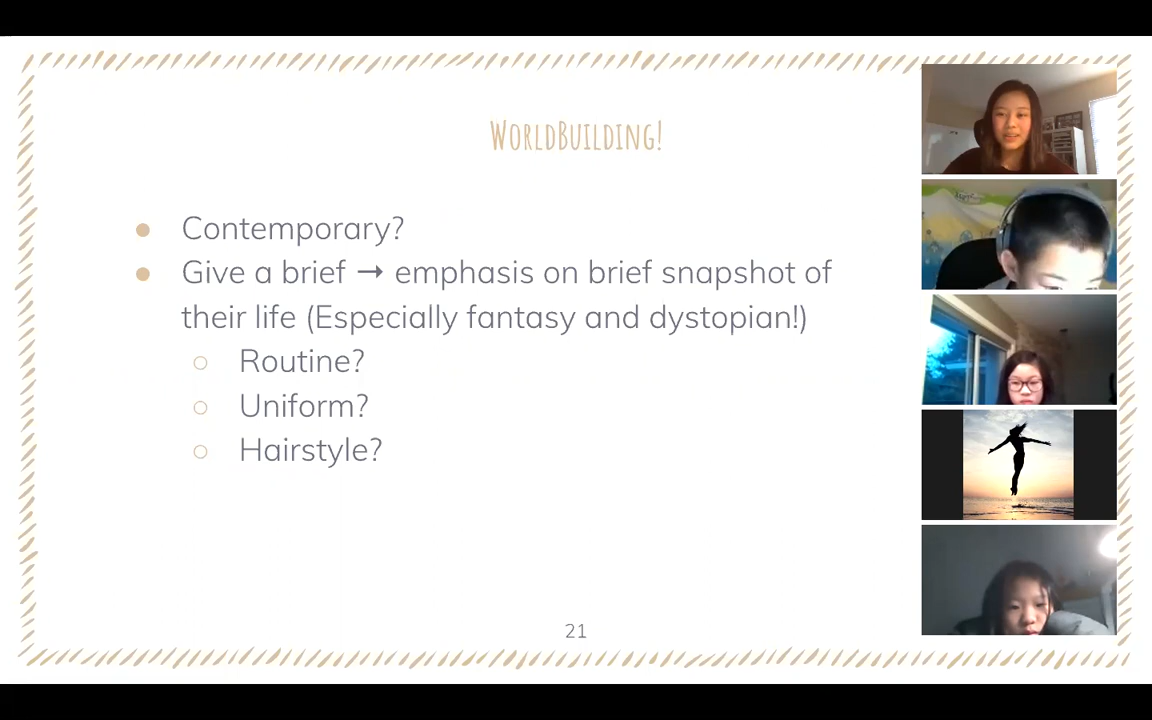 WorldBuilding!
● Contemporary?
● Give a brief → emphasis on brief snapshot of
their life (Especially fantasy and dystopian!)
○ Routine?
○ Uniform?
○ Hairstyle?
21